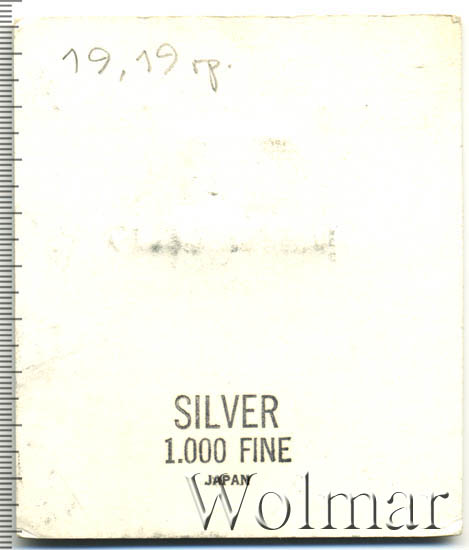 19,19 гр.
SILVER
1.000 FINE
JAPAN
Wolmar